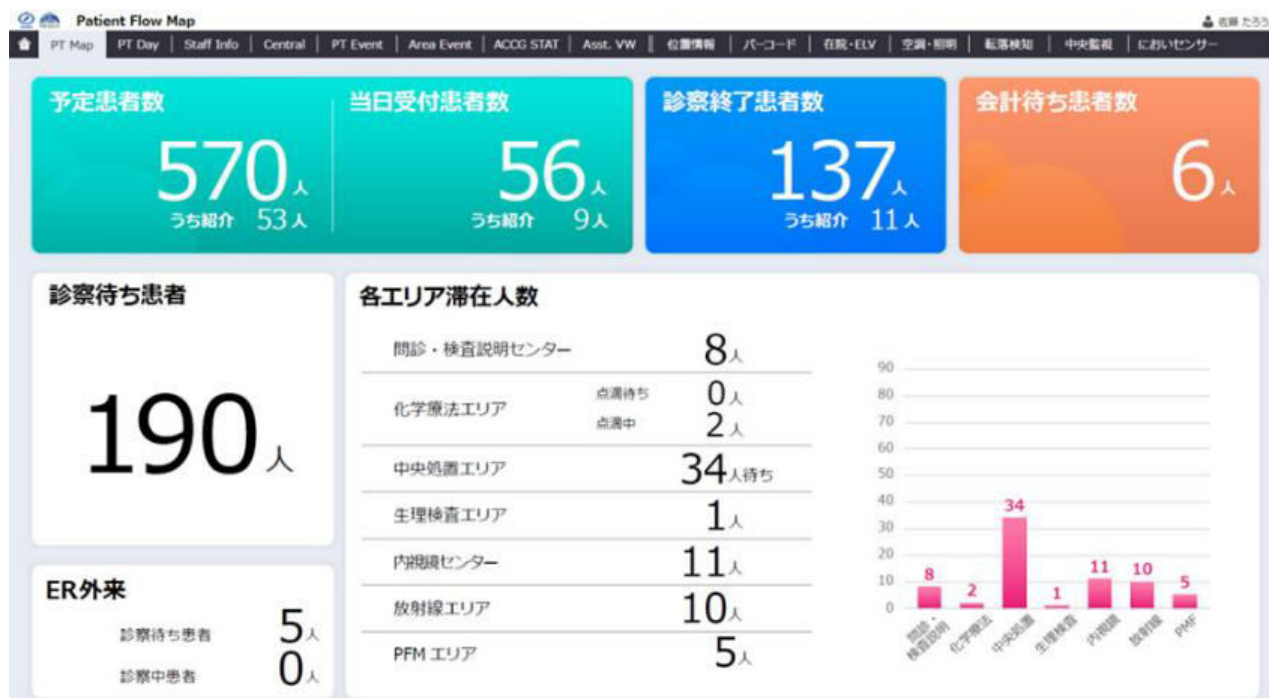 Patient Flow Map
佐藤 たろう
PT Map | PT Day | Staff Info | Central | PT Event | Area Event | ACCG STAT | Asst. VW | 位置情報 | バーコード | 在院・ELV | 空調・照明 | 転落検知 | 中央監視 | においセンサー
予定患者数
570人
うち紹介 53人
当日受付患者数
56人
うち紹介 9人
診察終了患者数
137人
うち紹介 11人
会計待ち患者数
6人
診察待ち患者
190人
ER外来
診察待ち患者 5人
診察中患者 0人
各エリア滞在人数
問診・検査説明センター 8人
化学療法エリア
点滴待ち 0人
点滴中 2人
中央処置エリア 34人待ち
生理検査エリア 1人
内視鏡センター 11人
放射線エリア 10人
PFM エリア 5人
90
80
70
60
50
40
30
20
10
0
8
2
34
1
11
10
5
問診・
検査説明
化学療法
中央処置
生理検査
内視鏡
放射線
PMF